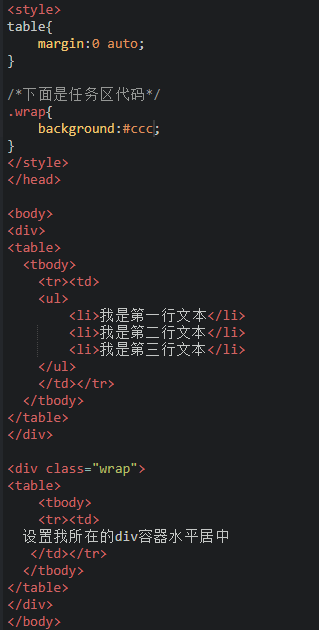 <style>
table{
margin:0 auto;
}
/*下面是任务区代码*/
.wrap{
background:#ccc;
}
</style>
</head>
<body>
<div>
<table>
<tbody>
<tr><td>
<ul>
<li>我是第一行文本</li>
<li>我是第二行文本</li>
<li>我是第三行文本</li>
</ul>
</td></tr>
</tbody>
</table>
</div>
<div class="wrap">
<table>
<tbody>
<tr><td>
设置我所在的div容器水平居中
</td></tr>
</tbody>
</table>
</div>
</body>